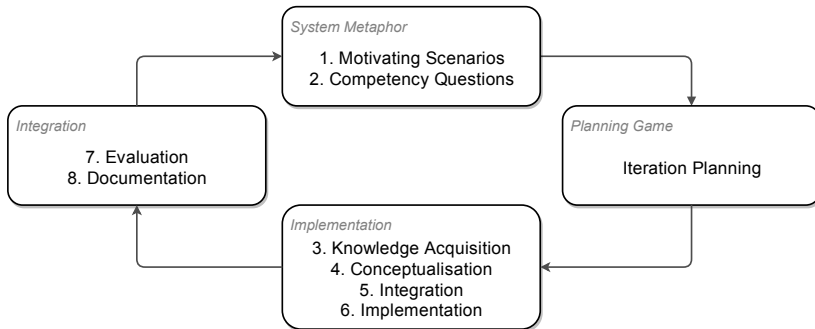 System Metaphor
1. Motivating Scenarios
2. Competency Questions
Integration
7. Evaluation
8. Documentation
Planning Game
Iteration Planning
Implementation
3. Knowledge Acquisition
4. Conceptualisation
5. Integration
6. Implementation